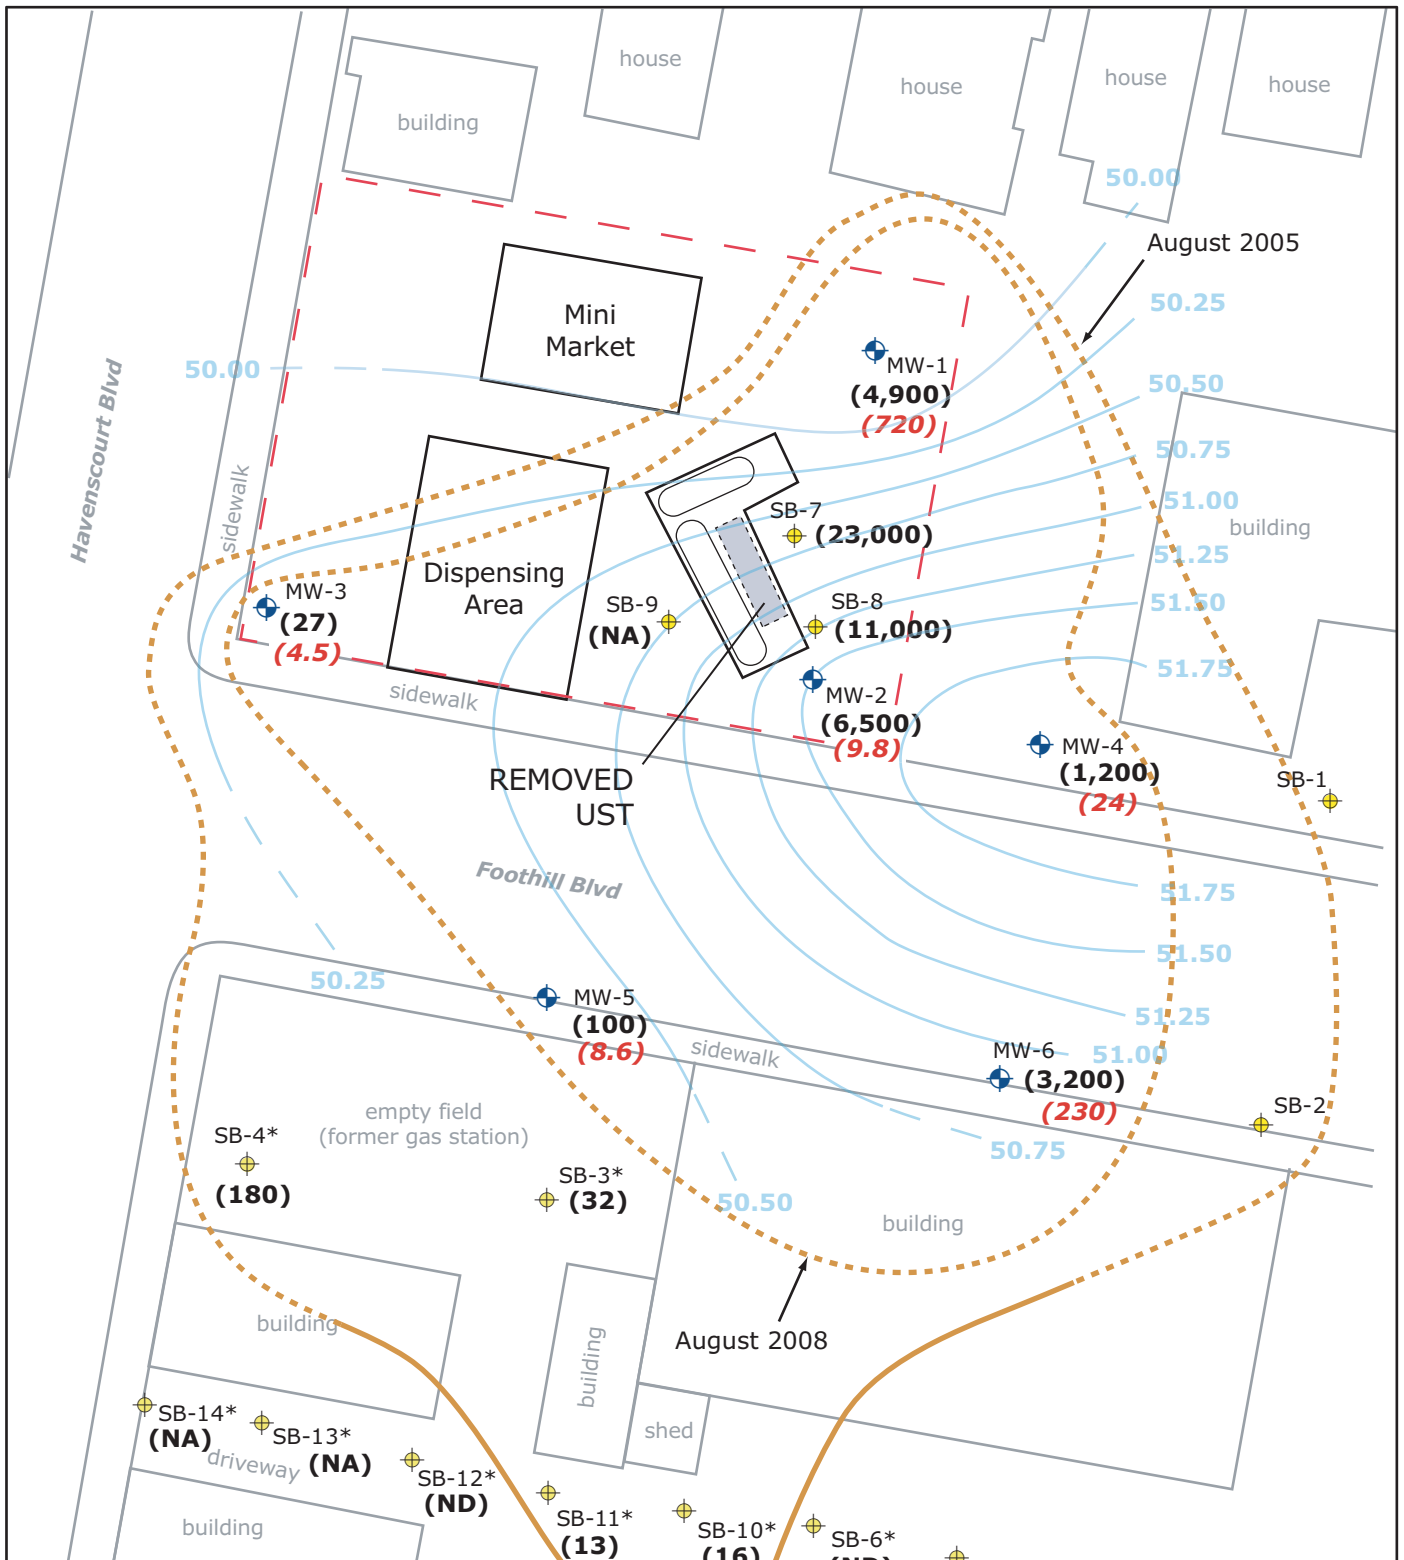 house
house
house
house
building
50.00
August 2005
50.25
Mini
Market
50.00
MW-1
(4,900)
(720)
50.50
50.75
51.00
building
51.25
51.50
51.75
Havenscourt Blvd
sidewalk
SB-7
(23,000)
Dispensing
Area
MW-3
(27)
(4.5)
SB-9
(NA)
SB-8
(11,000)
sidewalk
MW-2
(6,500)
(9.8)
MW-4
(1,200)
(24)
SB-1
REMOVED
UST
Foothill Blvd
51.75
51.50
50.25
MW-5
(100)
(8.6)
51.25
sidewalk
51.00
MW-6
(3,200)
(230)
SB-2
empty field
(former gas station)
SB-4*
(180)
SB-3*
(32)
50.75
50.50
building
building
August 2008
building
shed
SB-14*
(NA)
SB-13*
(NA)
driveway
SB-12*
(ND)
SB-11*
(13)
SB-10*
(16)
SB-6*
(ND)
building